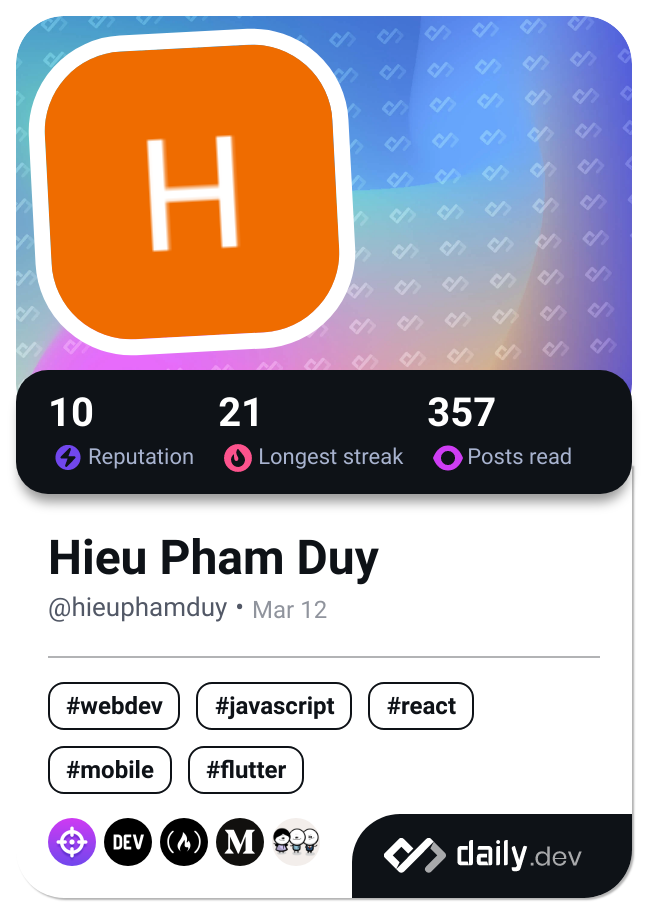 H
10 21 357
Reputation Longest streak Posts read
Hieu Pham Duy
@hieuphamduy • Mar 12
#webdev #javascript #react
#mobile #flutter
DEV M daily.dev